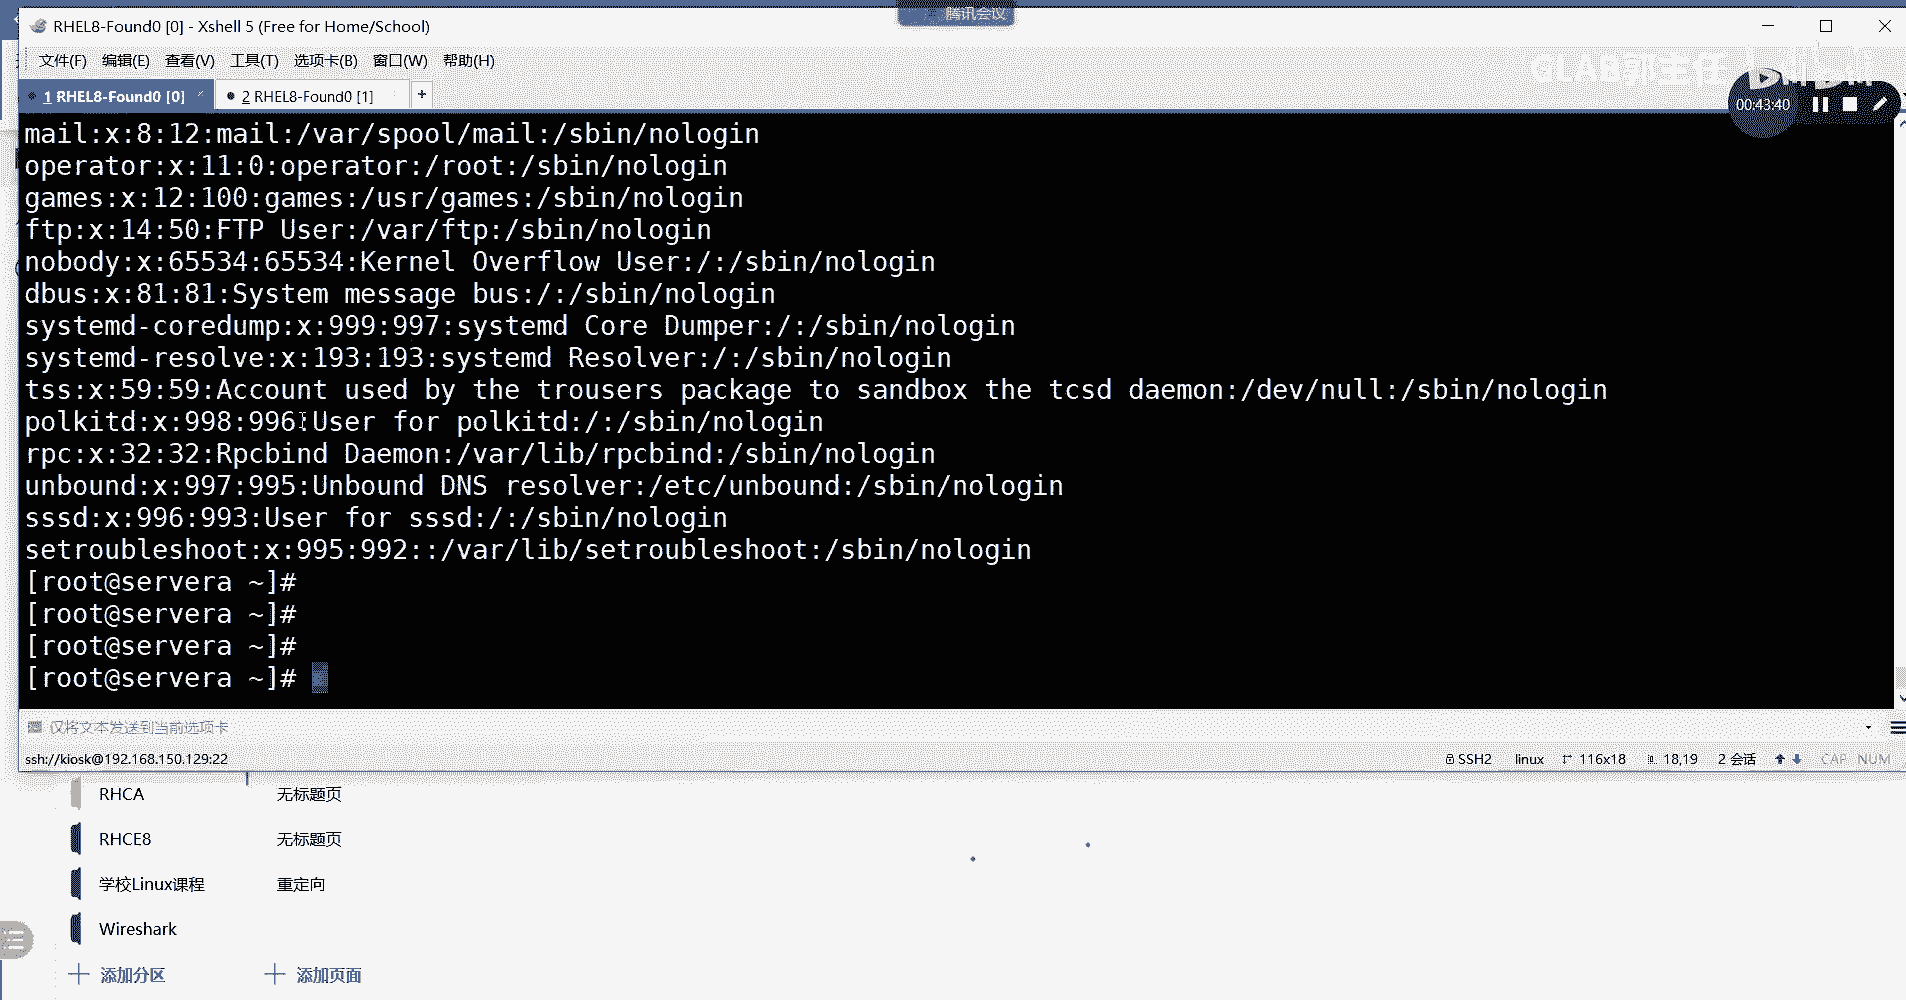 腾讯会议
RHEL8-Found0 [0] - Xshell 5 (Free for Home/School)
文件(F) 编辑(E) 查看(V) 工具(T) 选项卡(B) 窗口(W) 帮助(H)
GLAB郭主任 bilibili
00:43:40
1 RHEL8-Found0 [0] 2 RHEL8-Found0 [1] +
mail:x:8:12:mail:/var/spool/mail:/sbin/nologin
operator:x:11:0:operator:/root:/sbin/nologin
games:x:12:100:games:/usr/games:/sbin/nologin
ftp:x:14:50:FTP User:/var/ftp:/sbin/nologin
nobody:x:65534:65534:Kernel Overflow User:/:/sbin/nologin
dbus:x:81:81:System message bus:/:/sbin/nologin
systemd-coredump:x:999:997:systemd Core Dumper:/:/sbin/nologin
systemd-resolve:x:193:193:systemd Resolver:/:/sbin/nologin
tss:x:59:59:Account used by the trousers package to sandbox the tcsd daemon:/dev/null:/sbin/nologin
polkitd:x:998:996:User for polkitd:/:/sbin/nologin
rpc:x:32:32:Rpcbind Daemon:/var/lib/rpcbind:/sbin/nologin
unbound:x:997:995:Unbound DNS resolver:/etc/unbound:/sbin/nologin
sssd:x:996:993:User for sssd:/:/sbin/nologin
setroubleshoot:x:995:992::/var/lib/setroubleshoot:/sbin/nologin
[root@servera ~]#
[root@servera ~]#
[root@servera ~]#
[root@servera ~]#
仅将文本发送到当前选项卡
ssh://kiosk@192.168.150.129:22 SSH2 linux 116x18 18,19 2 会话 CAP NUM
RHCA 无标题页
RHCE8 无标题页
学校Linux课程 重定向
Wireshark
添加分区 添加页面